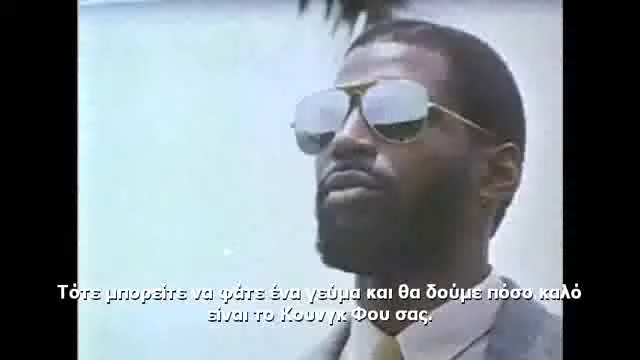 Τότε μπορείτε να φάτε ένα γεύμα και θα δούμε πόσο καλό
είναι το Κουνγκ Φου σας.